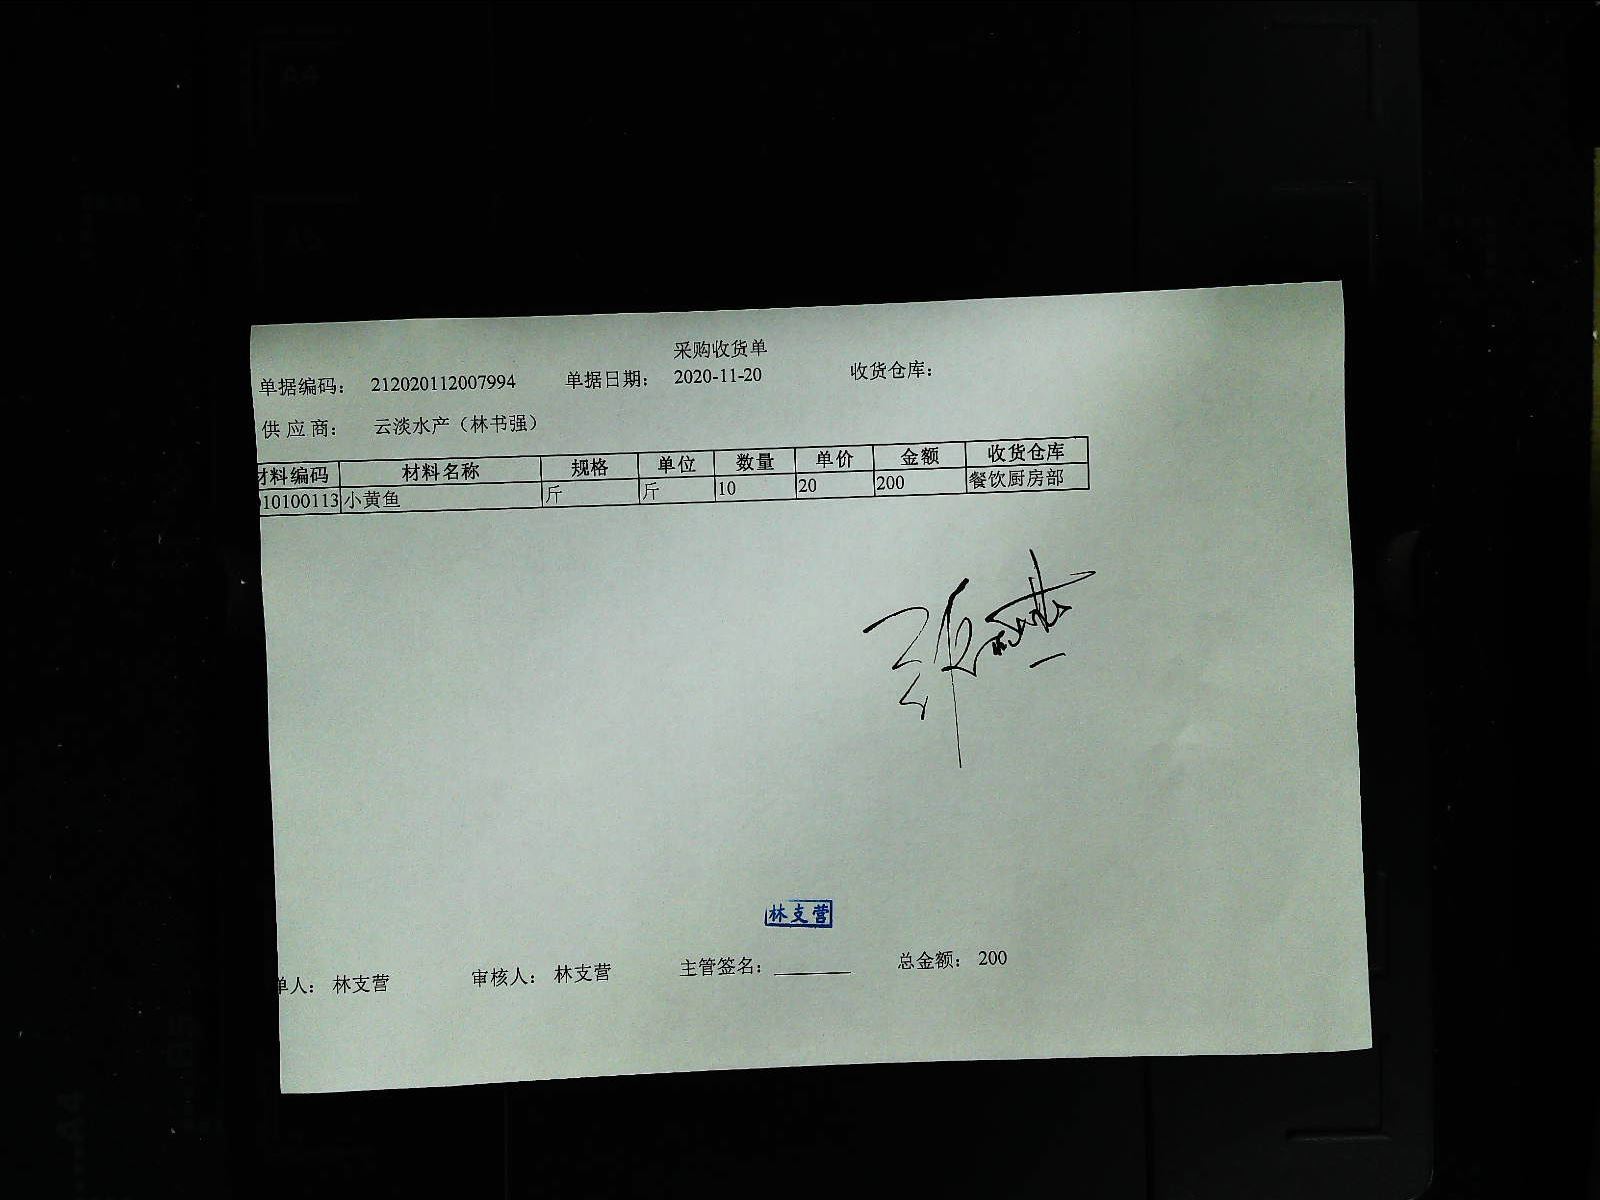 采购收货单
单据编码： 212020112007994 单据日期： 2020-11-20 收货仓库：
供应商： 云淡水产（林书强）
材料编码 材料名称 规格 单位 数量 单价 金额 收货仓库
10100113 小黄鱼 斤 斤 10 20 200 餐饮厨房部
林支营
单人： 林支营 审核人： 林支营 主管签名： 总金额： 200